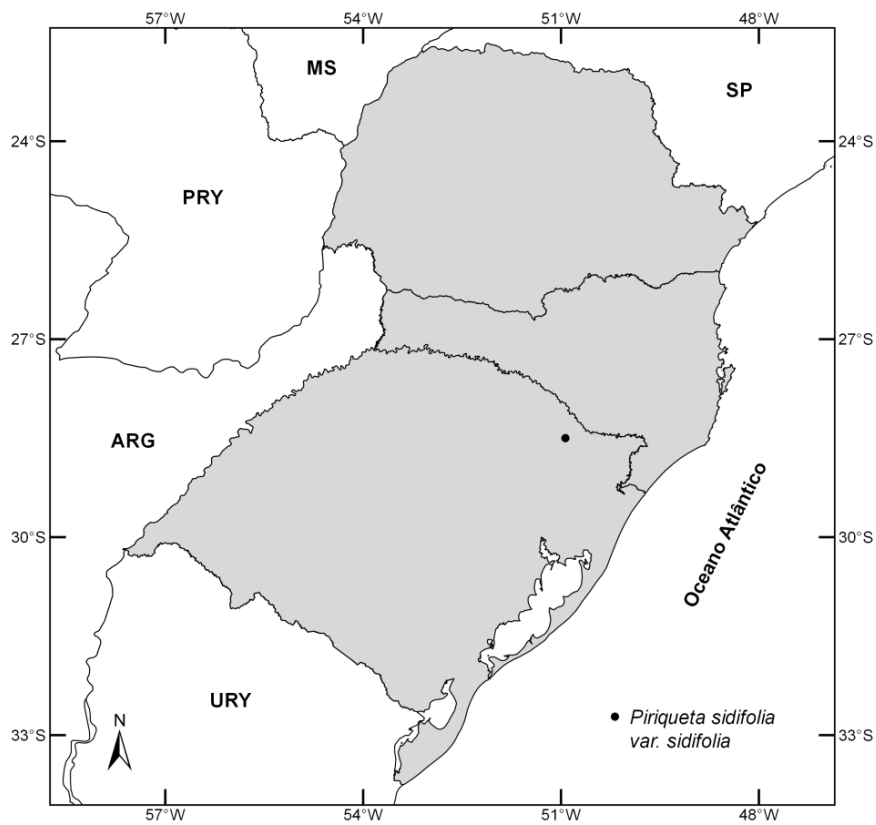 57°W 54°W 51°W 48°W
MS
SP
24°S 24°S
PRY
27°S 27°S
ARG
30°S 30°S
Oceano Atlântico
URY
N
Piriqueta sidifolia
var. sidifolia
33°S 33°S
57°W 54°W 51°W 48°W